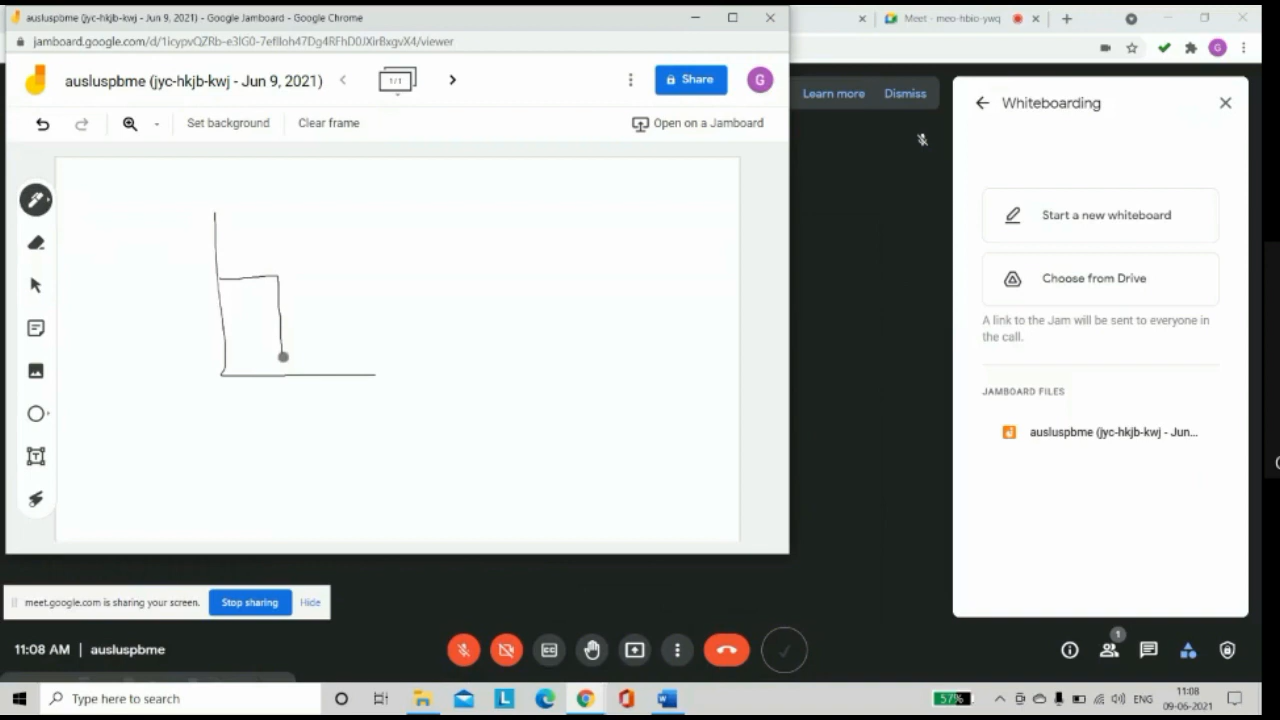 ausluspbme (jyc-hkjb-kwj - Jun 9, 2021) - Google Jamboard - Google Chrome
Meet - meo-hbio-ywq
jamboard.google.com/d/1icypvQZRb-e3IG0-7eflloh47Dg4RFhD0JXirBxgvX4/viewer
G
ausluspbme (jyc-hkjb-kwj - Jun 9, 2021)
1/1
Share
G
Learn more
Dismiss
Whiteboarding
Set background
Clear frame
Open on a Jamboard
Start a new whiteboard
Choose from Drive
A link to the Jam will be sent to everyone in
the call.
JAMBOARD FILES
ausluspbme (jyc-hkjb-kwj - Jun...
meet.google.com is sharing your screen.
Stop sharing
Hide
11:08 AM | ausluspbme
1
Type here to search
57%
ENG
11:08
09-06-2021